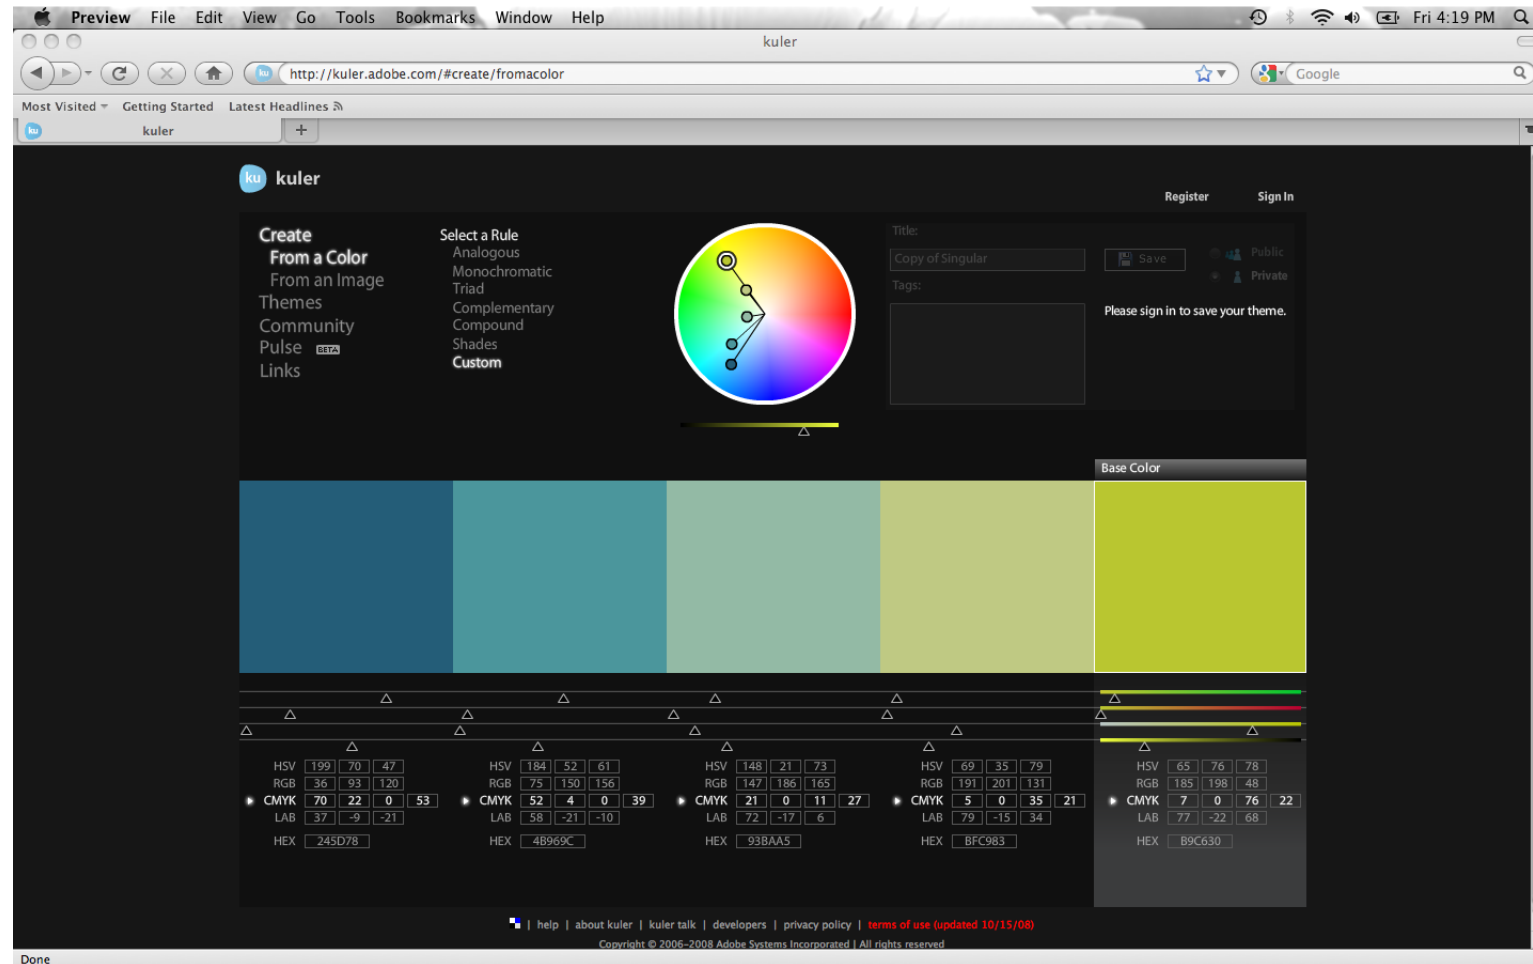 Preview File Edit View Go Tools Bookmarks Window Help Fri 4:19 PM
kuler
ku http://kuler.adobe.com/#create/fromacolor Google
Most Visited Getting Started Latest Headlines
ku kuler +
ku kuler
Register Sign In
Create
From a Color
From an Image
Themes
Community
Pulse BETA
Links
Select a Rule
Analogous
Monochromatic
Triad
Complementary
Compound
Shades
Custom
Title:
Copy of Singular
Tags:
Save
Public
Private
Please sign in to save your theme.
Base Color
HSV 199 70 47 HSV 184 52 61 HSV 148 21 73 HSV 69 35 79 HSV 65 76 78
RGB 36 93 120 RGB 75 150 156 RGB 147 186 165 RGB 191 201 131 RGB 185 198 48
CMYK 70 22 0 53 CMYK 52 4 0 39 CMYK 21 0 11 27 CMYK 5 0 35 21 CMYK 7 0 76 22
LAB 37 -9 -21 LAB 58 -21 -10 LAB 72 -17 6 LAB 79 -15 34 LAB 77 -22 68
HEX 245D78 HEX 4B969C HEX 93BAA5 HEX BFC983 HEX B9C630
| help | about kuler | kuler talk | developers | privacy policy | terms of use (updated 10/15/08)
Copyright © 2006-2008 Adobe Systems Incorporated | All rights reserved
Done